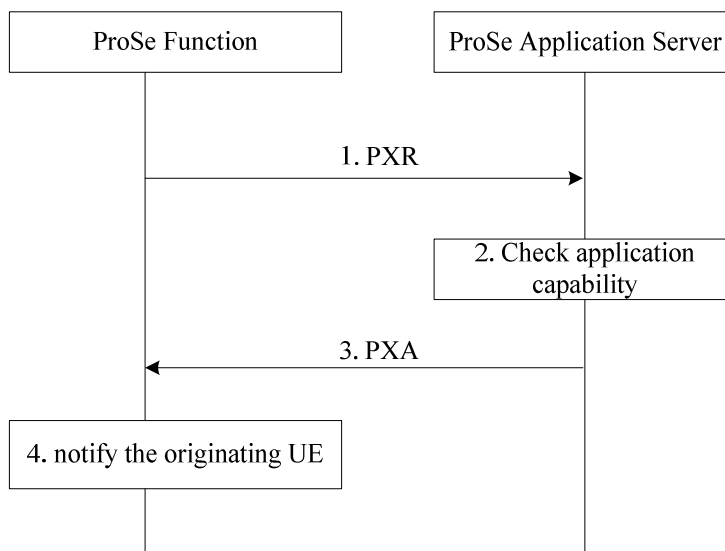 ProSe Function
ProSe Application Server
1. PXR
2. Check application
capability
3. PXA
4. notify the originating UE